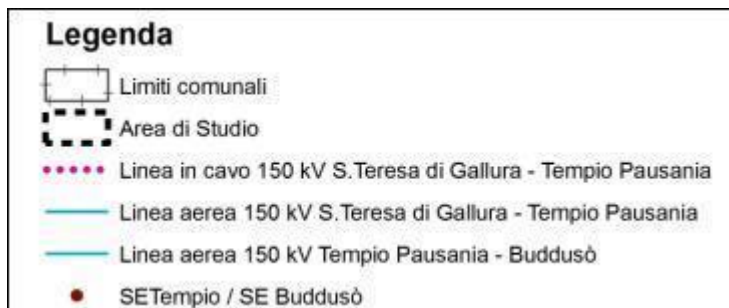 Legenda
Limiti comunali
Area di Studio
Linea in cavo 150 kV S.Teresa di Gallura - Tempio Pausania
Linea aerea 150 kV S.Teresa di Gallura - Tempio Pausania
Linea aerea 150 kV Tempio Pausania - Buddusò
SETempio / SE Buddusò